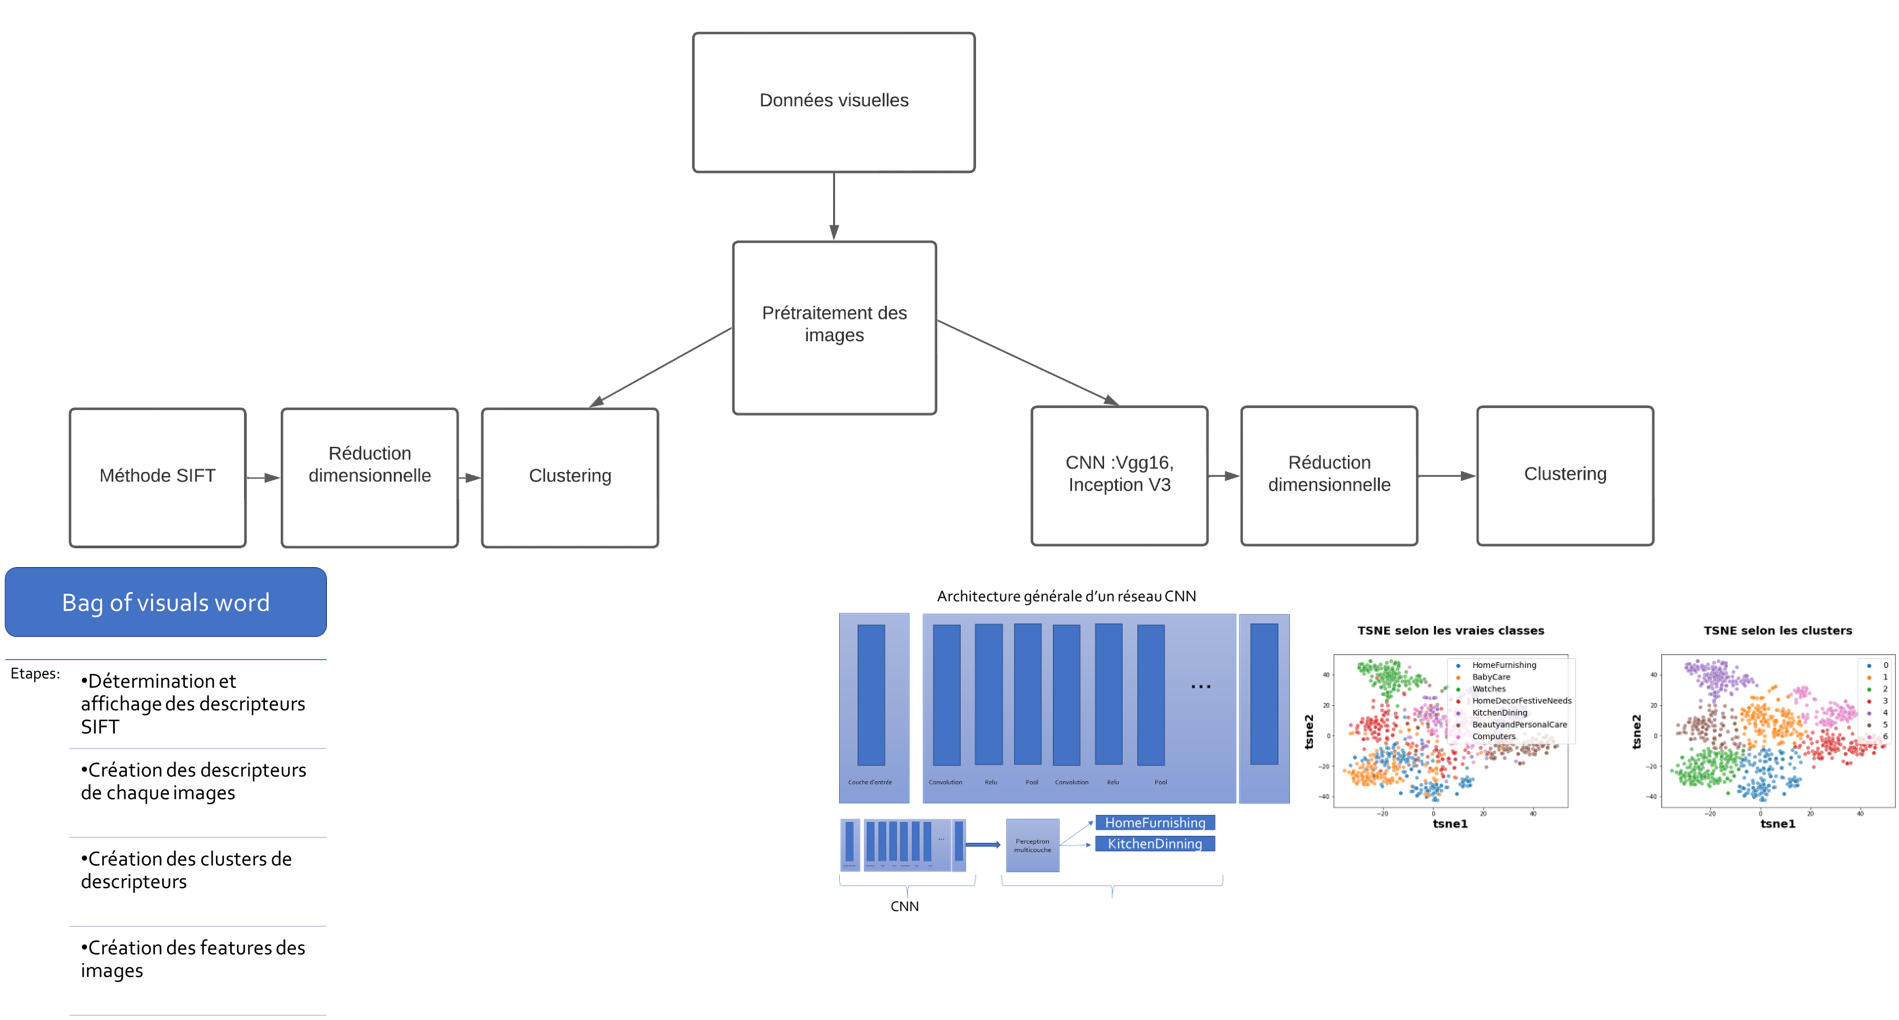 Données visuelles
Prétraitement des
images
Méthode SIFT
Réduction
dimensionnelle
Clustering
CNN :Vgg16,
Inception V3
Réduction
dimensionnelle
Clustering
Bag of visuals word
Etapes:
•Détermination et
affichage des descripteurs
SIFT
•Création des descripteurs
de chaque images
•Création des clusters de
descripteurs
•Création des features des
images
Architecture générale d'un réseau CNN
Couche d'entrée
Convolution
Relu
Pool
Convolution
Relu
Pool
...
...
Perceptron
multicouche
HomeFurnishing
KitchenDinning
CNN
TSNE selon les vraies classes
HomeFurnishing
BabyCare
Watches
HomeDecorFestiveNeeds
KitchenDining
BeautyandPersonalCare
Computers
40
20
0
−20
−40
tsne2
−20 0 20 40
tsne1
TSNE selon les clusters
0
1
2
3
4
5
6
40
20
0
−20
−40
tsne2
−20 0 20 40
tsne1